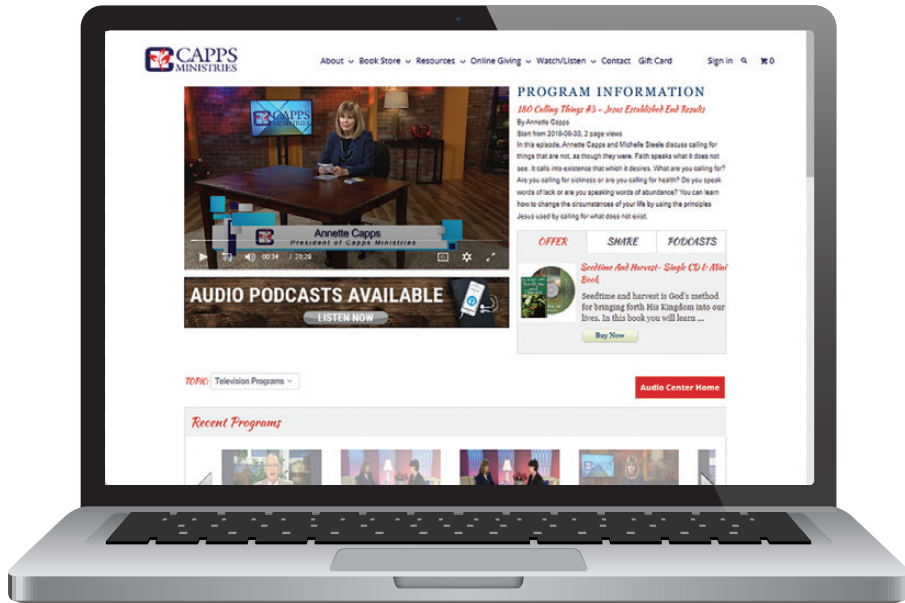 CAPPS
MINISTRIES
About Book Store Resources Online Giving Watch/Listen Contact Gift Card
Sign in 0
CAPPS
MINISTRIES
Annette Capps
President of Capps Ministries
00:34 / 28:29
AUDIO PODCASTS AVAILABLE
LISTEN NOW
PROGRAM INFORMATION
180 Calling Things #3 - Jesus Established End Results
By Annette Capps
Start from 2019-06-30, 2 page views
In this episode, Annette Capps and Michelle Steele discuss calling for
things that are not, as though they were. Faith speaks what it does not
see. It calls into existence that which it desires. What are you calling for?
Are you calling for sickness or are you calling for health? Do you speak
words of lack or are you speaking words of abundance? You can learn
how to change the circumstances of your life by using the principles
Jesus used by calling for what does not exist.
OFFER SHARE PODCASTS
Seedtime And Harvest- Single CD & Mini
Book
Seedtime and harvest is God's method
for bringing forth His Kingdom into our
lives. In this book you will learn ...
Buy Now
TOPIC: Television Programs
Audio Center Home
Recent Programs